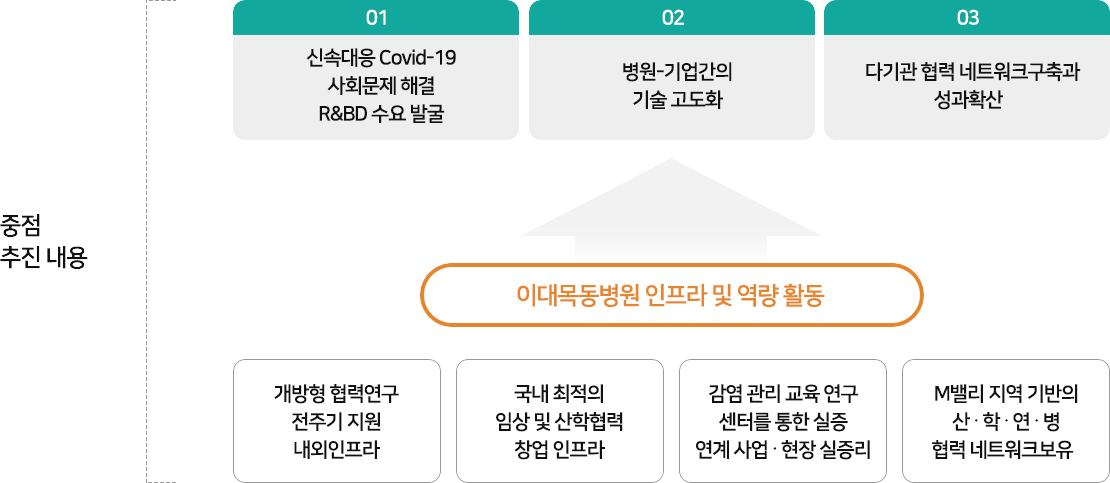 중점
추진 내용
01
신속대응 Covid-19
사회문제 해결
R&BD 수요 발굴
02
병원-기업간의
기술 고도화
03
다기관 협력 네트워크구축과
성과확산
이대목동병원 인프라 및 역량 활동
개방형 협력연구
전주기 지원
내외인프라
국내 최적의
임상 및 산학협력
창업 인프라
감염 관리 교육 연구
센터를 통한 실증
연계 사업 · 현장 실증리
M밸리 지역 기반의
산 · 학 · 연 · 병
협력 네트워크보유